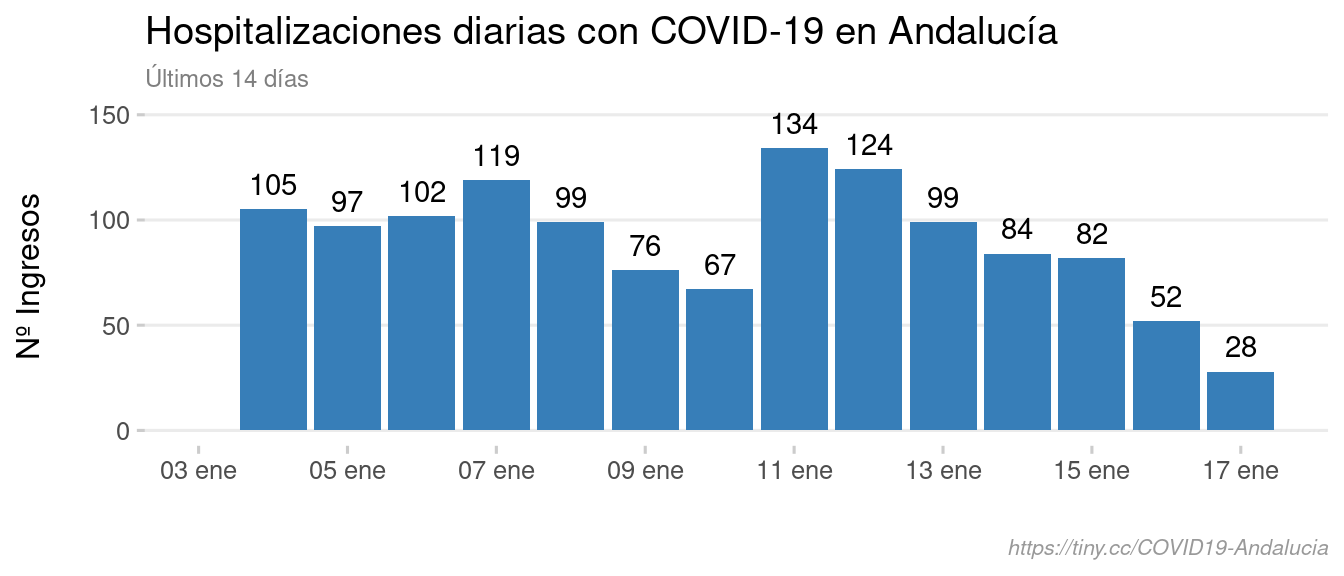 Hospitalizaciones diarias con COVID-19 en Andalucía
Últimos 14 días
Nº Ingresos
150
100
50
0
105
97
102
119
99
76
67
134
124
99
84
82
52
28
03 ene
05 ene
07 ene
09 ene
11 ene
13 ene
15 ene
17 ene
https://tiny.cc/COVID19-Andalucia